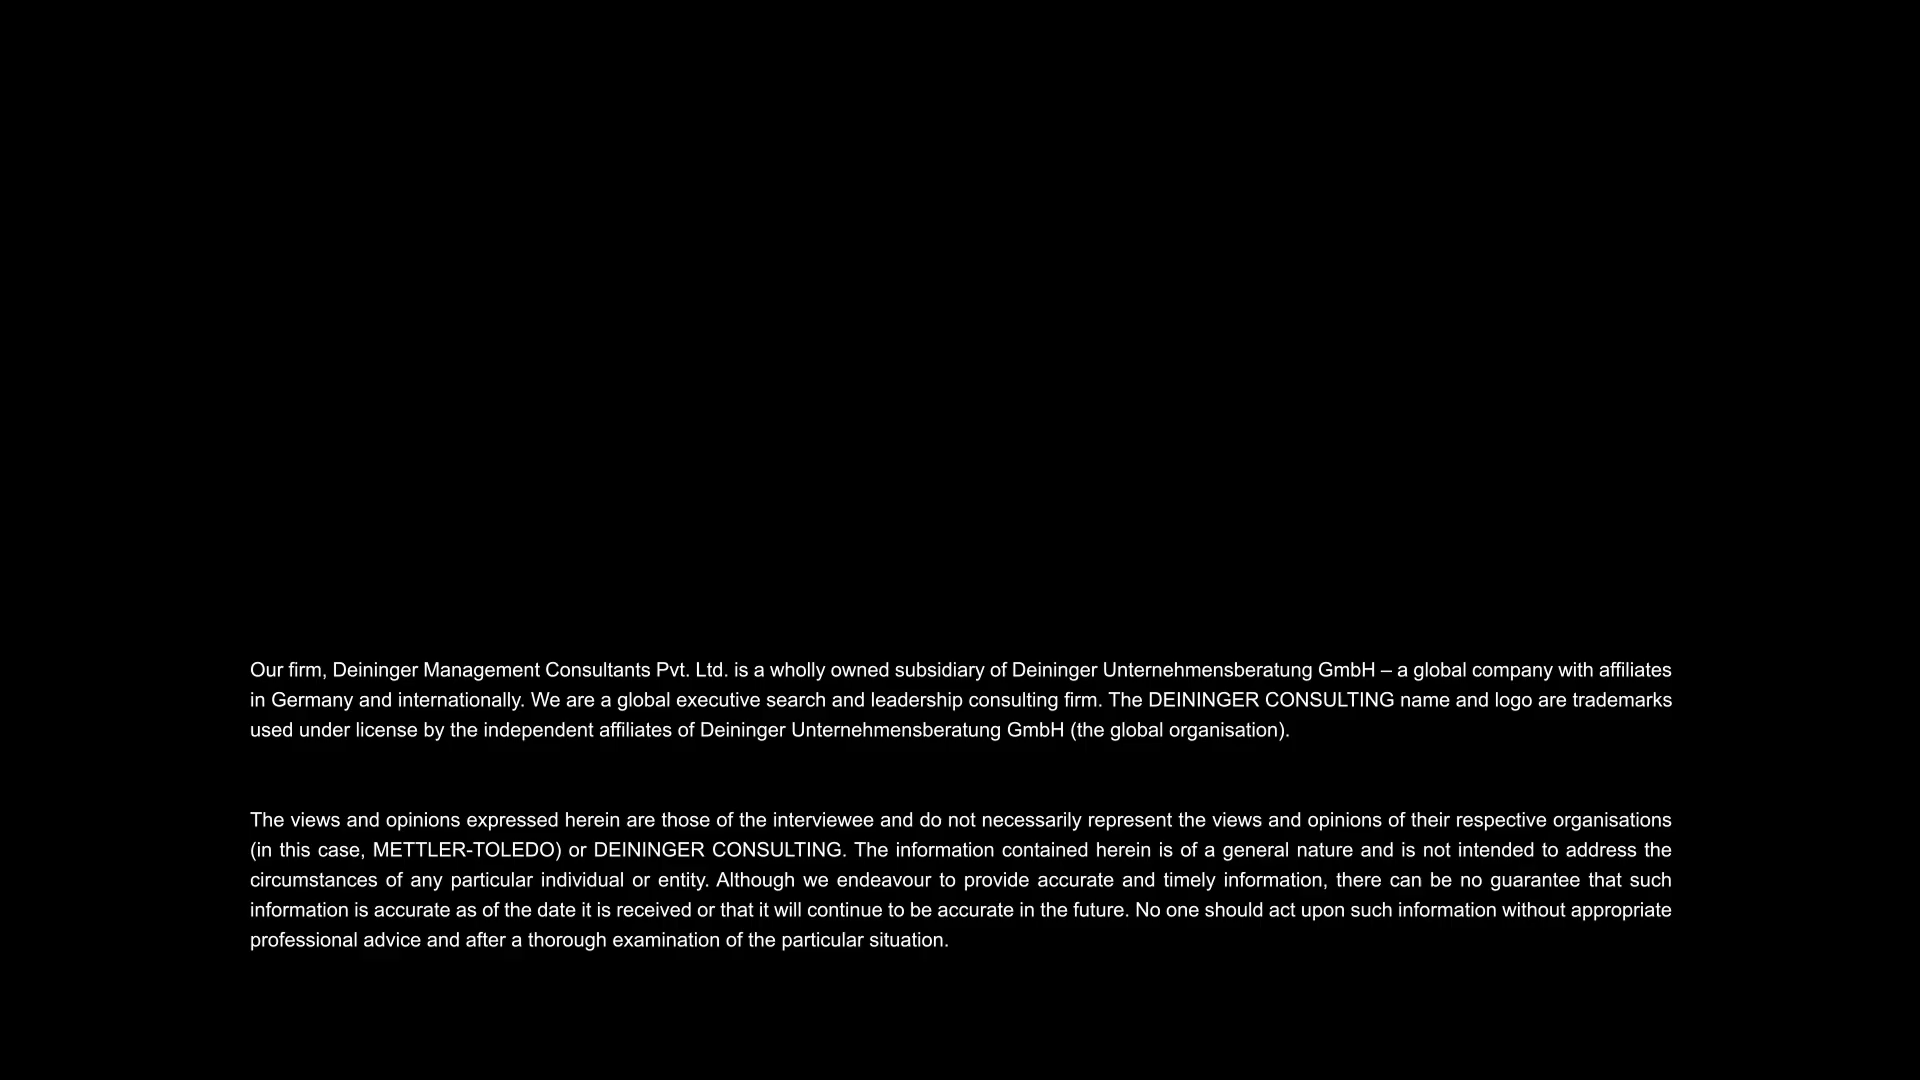 Our firm, Deininger Management Consultants Pvt. Ltd. is a wholly owned subsidiary of Deininger Unternehmensberatung GmbH – a global company with affiliates
in Germany and internationally. We are a global executive search and leadership consulting firm. The DEININGER CONSULTING name and logo are trademarks
used under license by the independent affiliates of Deininger Unternehmensberatung GmbH (the global organisation).
The views and opinions expressed herein are those of the interviewee and do not necessarily represent the views and opinions of their respective organisations
(in this case, METTLER-TOLEDO) or DEININGER CONSULTING. The information contained herein is of a general nature and is not intended to address the
circumstances of any particular individual or entity. Although we endeavour to provide accurate and timely information, there can be no guarantee that such
information is accurate as of the date it is received or that it will continue to be accurate in the future. No one should act upon such information without appropriate
professional advice and after a thorough examination of the particular situation.